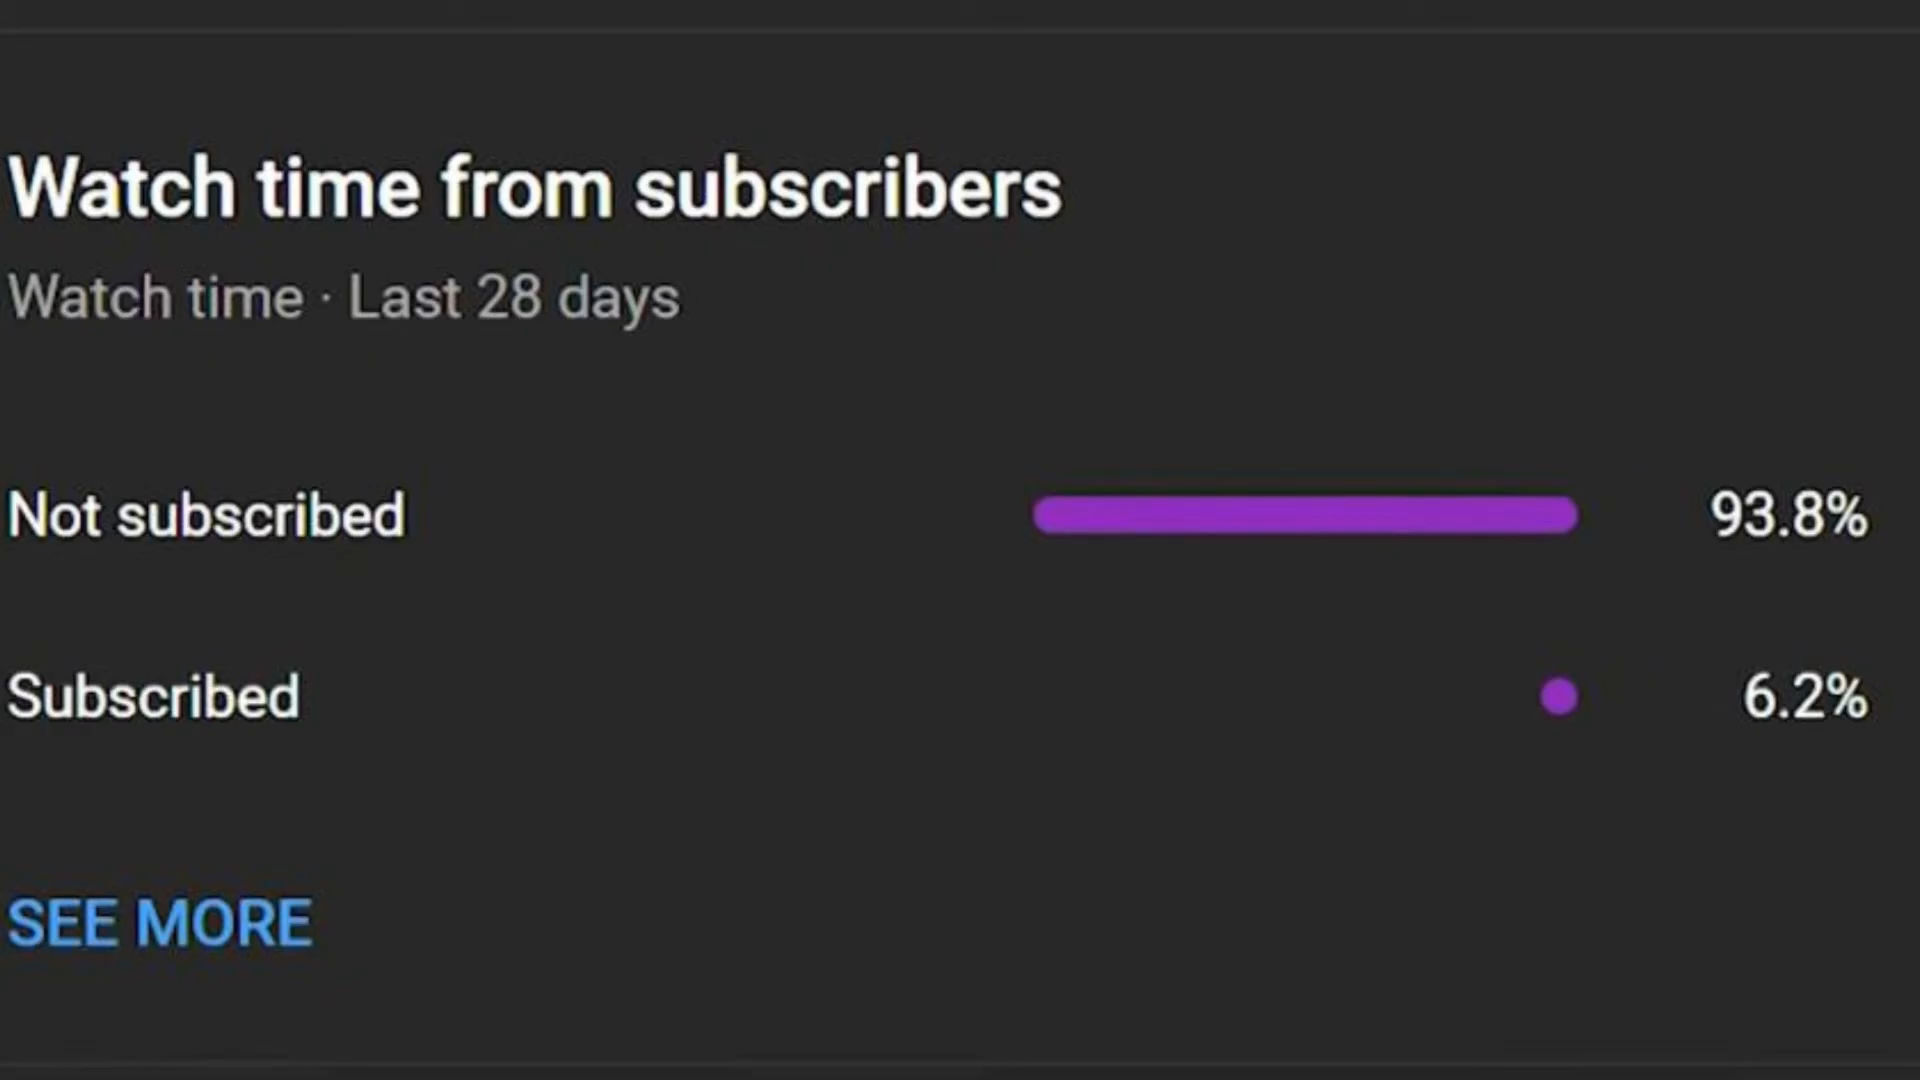 Watch time from subscribers
Watch time · Last 28 days
Not subscribed 93.8%
Subscribed 6.2%
SEE MORE